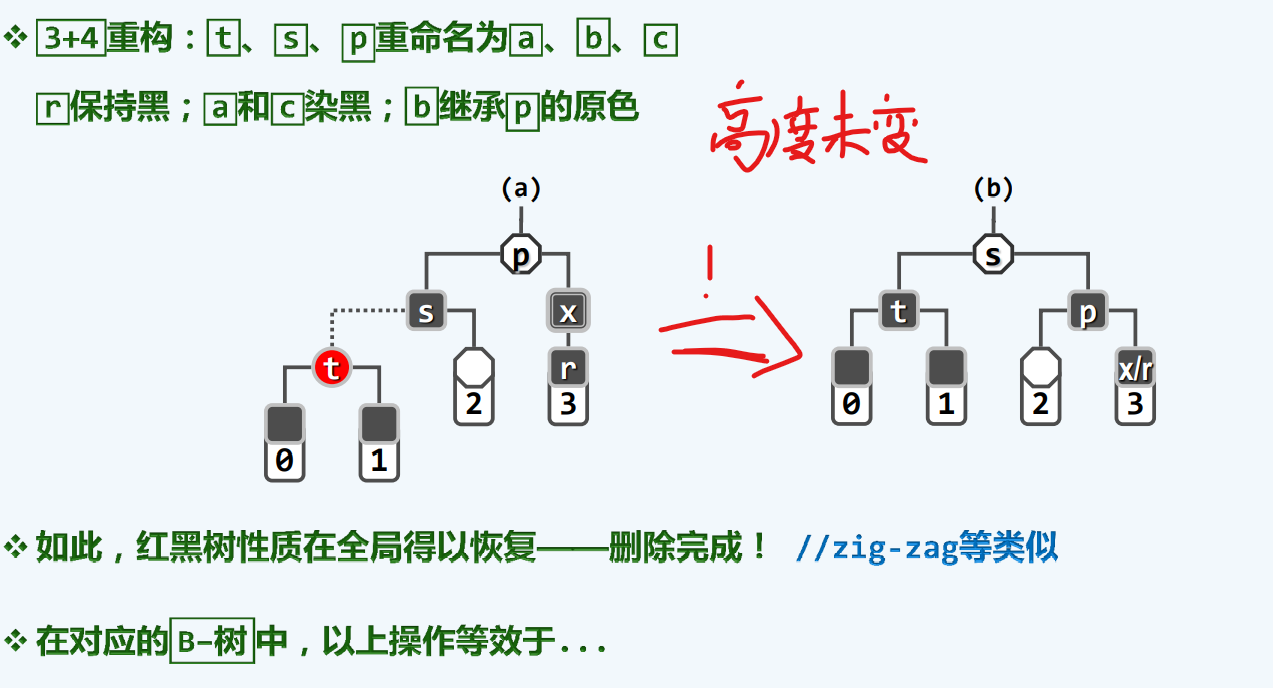 ❖ 3+4重构：t、s、p重命名为a、b、c
r保持黑；a和c染黑；b继承p的原色
高度未变
(a)
(b)
p
s
s
x
!
t
p
t
r
x/r
2
3
0
1
2
3
0
1
❖ 如此，红黑树性质在全局得以恢复——删除完成！ //zig-zag等类似
❖ 在对应的B-树中，以上操作等效于...